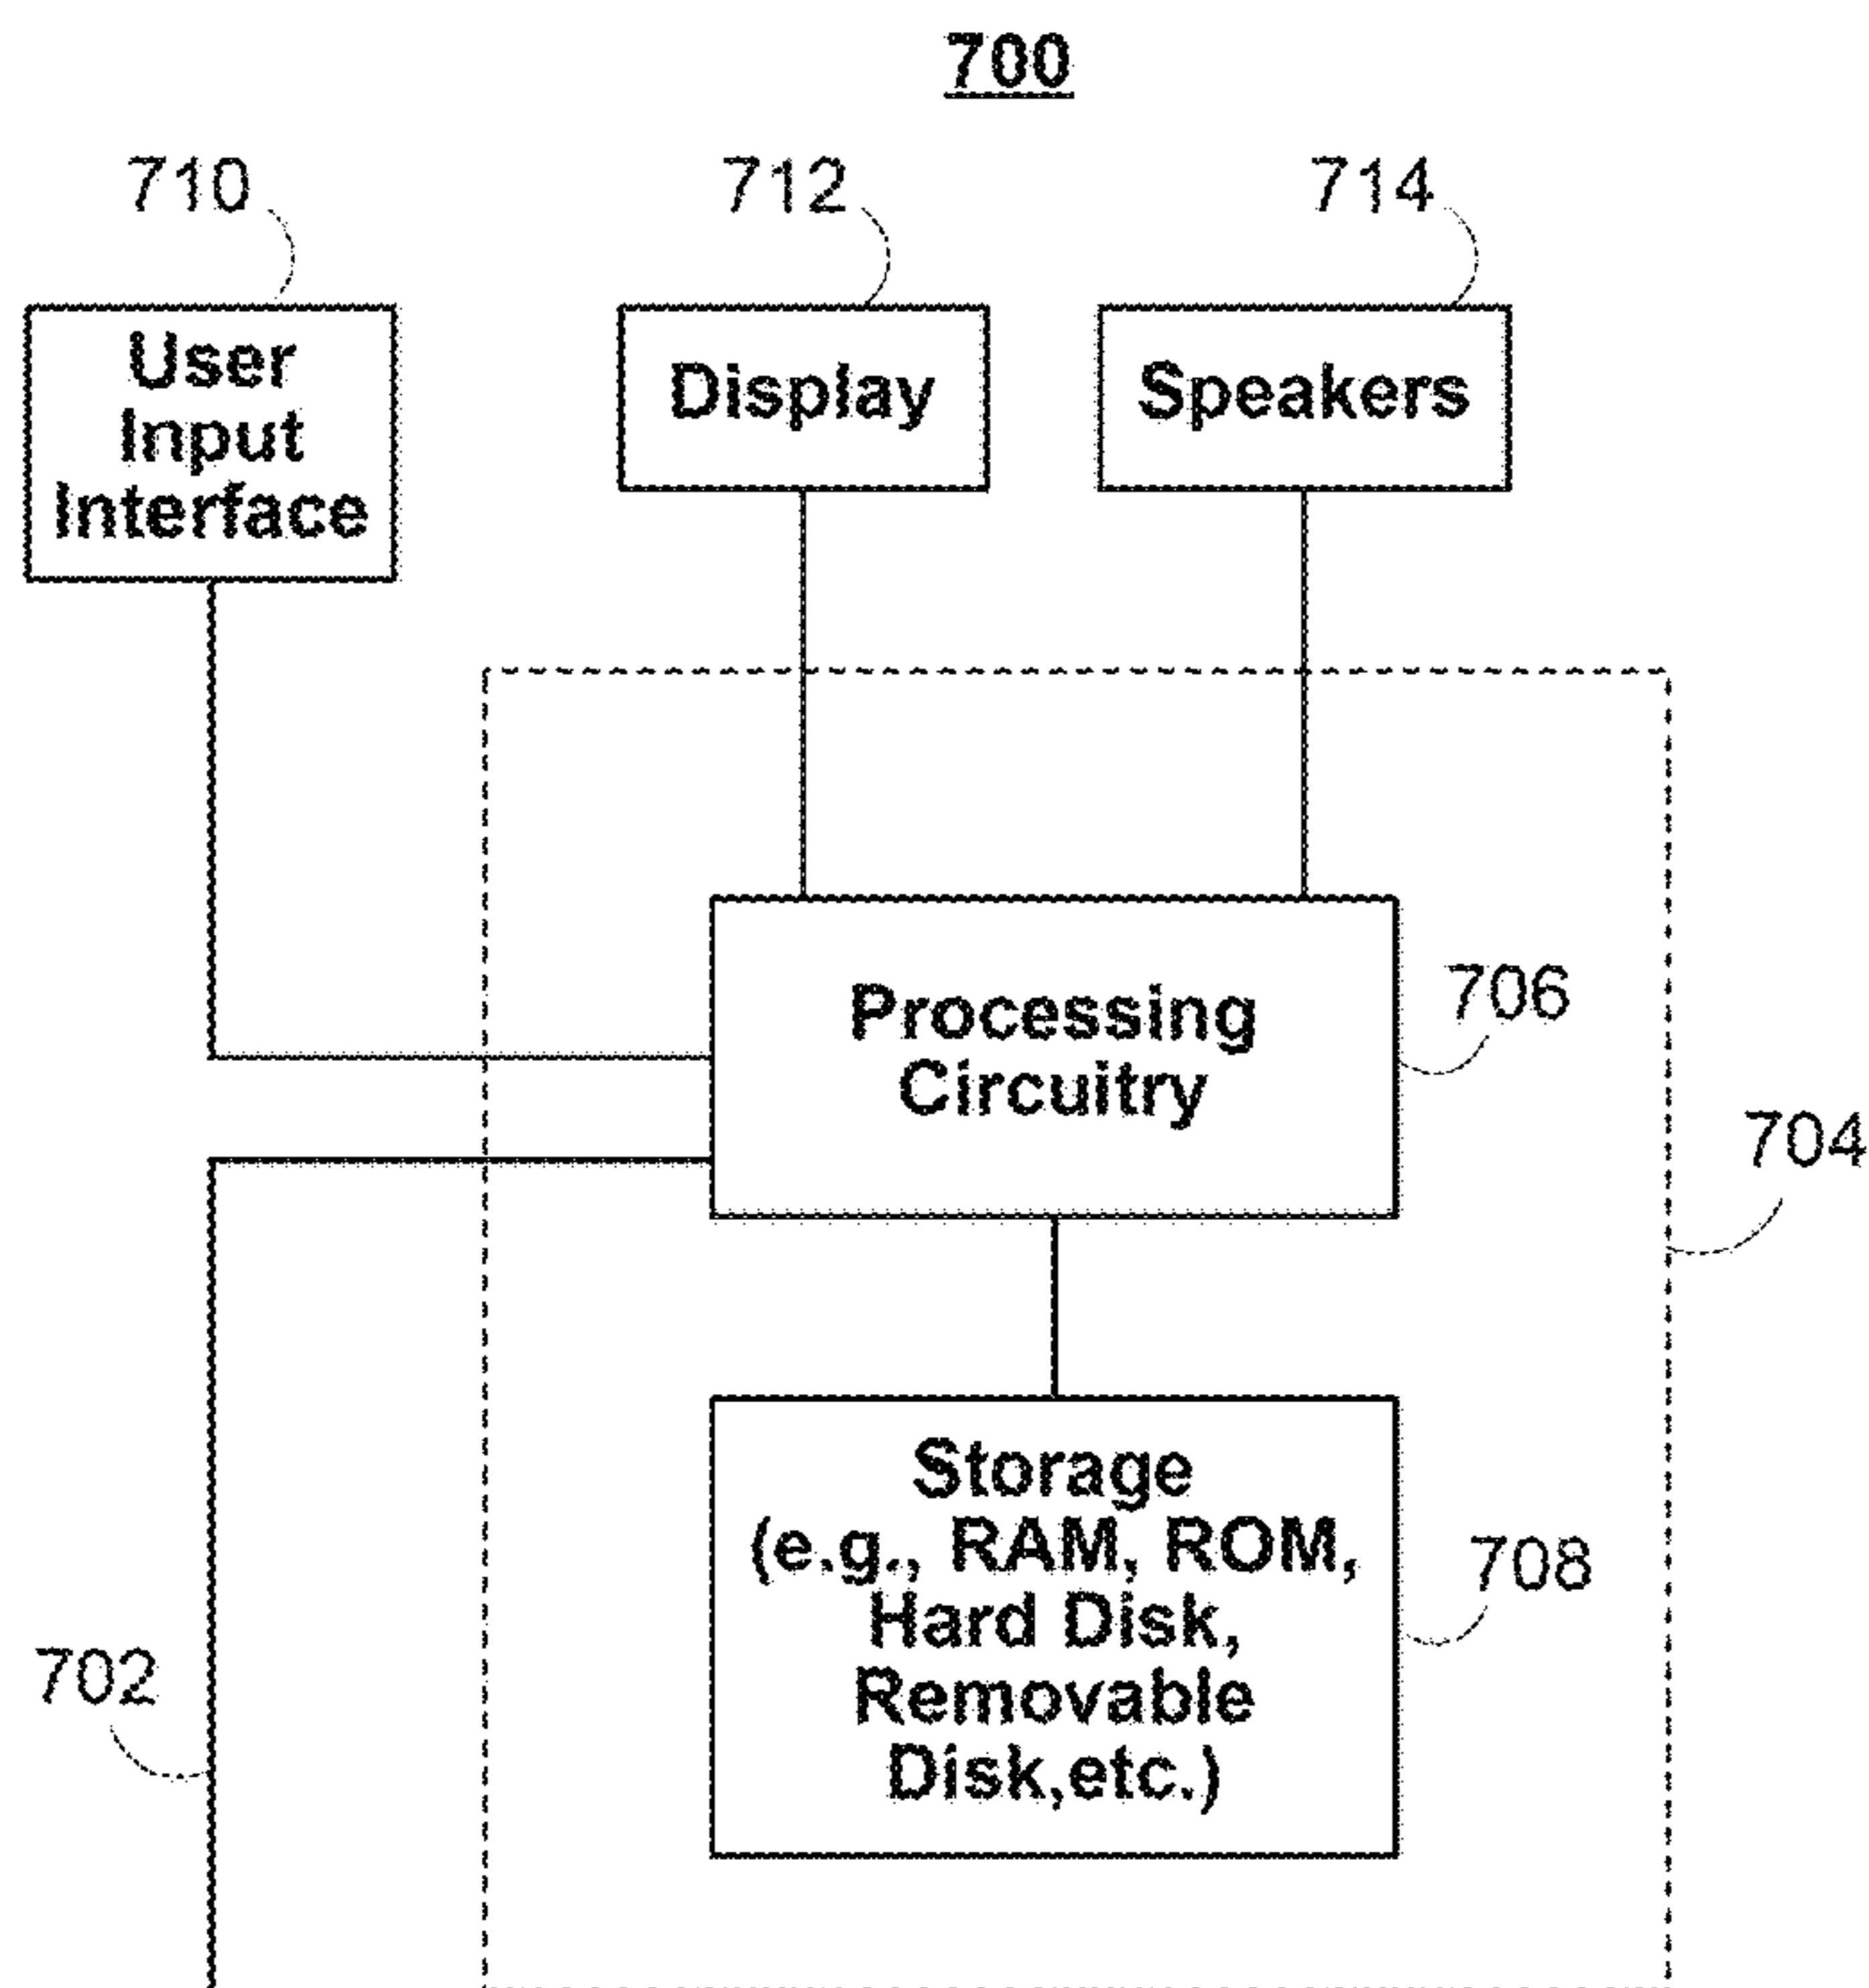 700
710
712
714
User
Input
Interface
Display
Speakers
Processing
Circuitry
706
704
Storage
(e.g., RAM, ROM,
Hard Disk,
Removable
Disk,etc.)
708
702